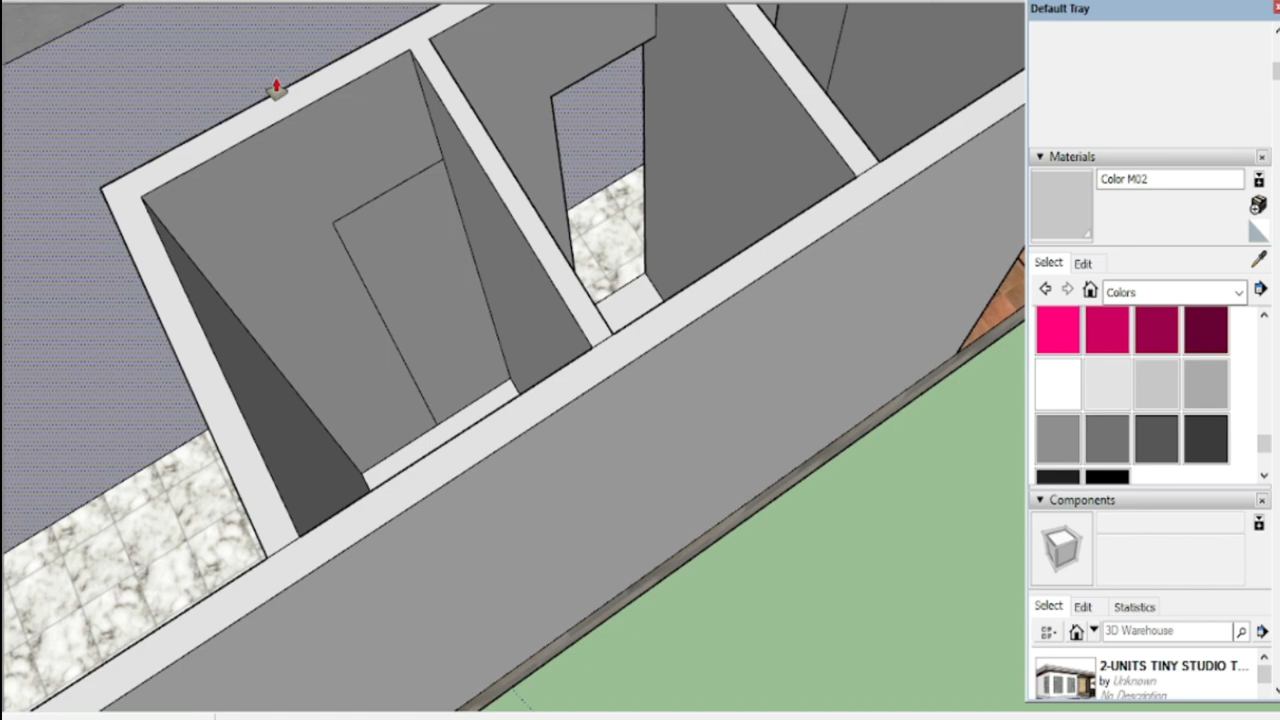 Default Tray
Materials
Color M02
Select Edit
Colors
Components
Select Edit Statistics
3D Warehouse
2-UNITS TINY STUDIO T...
by Unknown
No Description